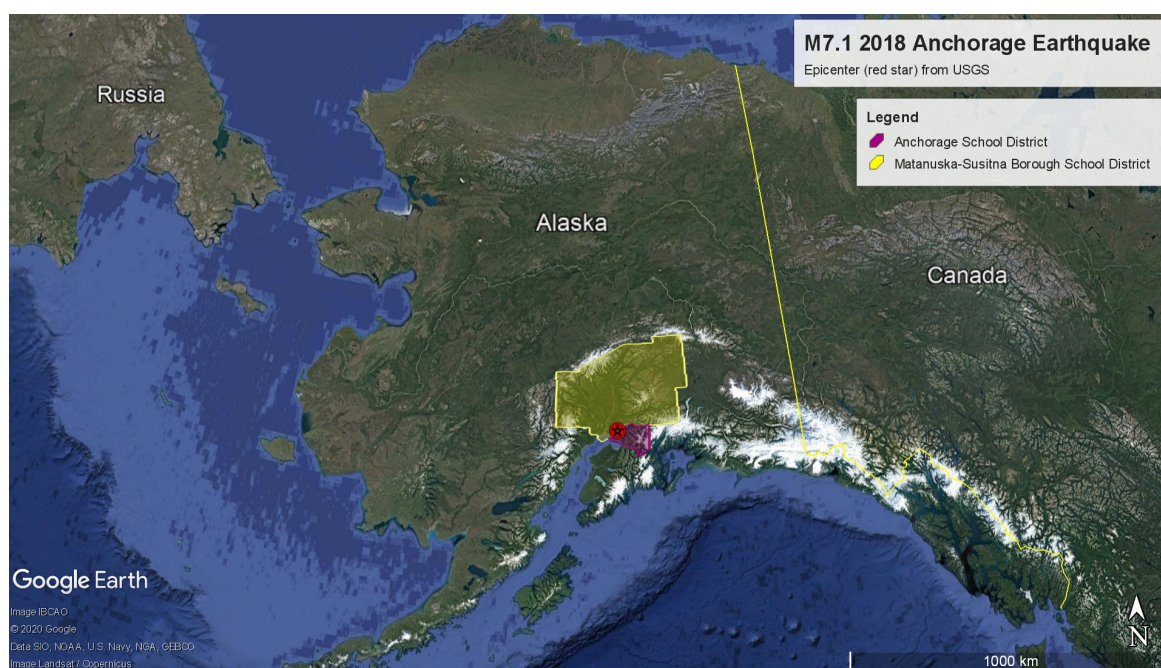 M7.1 2018 Anchorage Earthquake
Epicenter (red star) from USGS
Legend
Anchorage School District
Matanuska-Susitna Borough School District
Russia
Alaska
Canada
Google Earth
Image IBCAO
© 2020 Google
Data SIO, NOAA, U.S. Navy, NGA, GEBCO
Image Landsat / Copernicus
1000 km
N